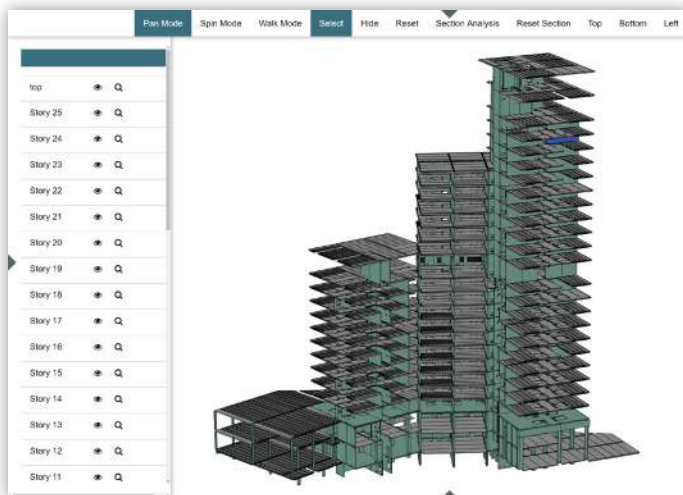 Pan Mode Spin Mode Walk Mode Select Hide Reset Section Analysis Reset Section Top Bottom Left
top
Story 25
Story 24
Story 23
Story 22
Story 21
Story 20
Story 19
Story 18
Story 17
Story 16
Story 15
Story 14
Story 13
Story 12
Story 11